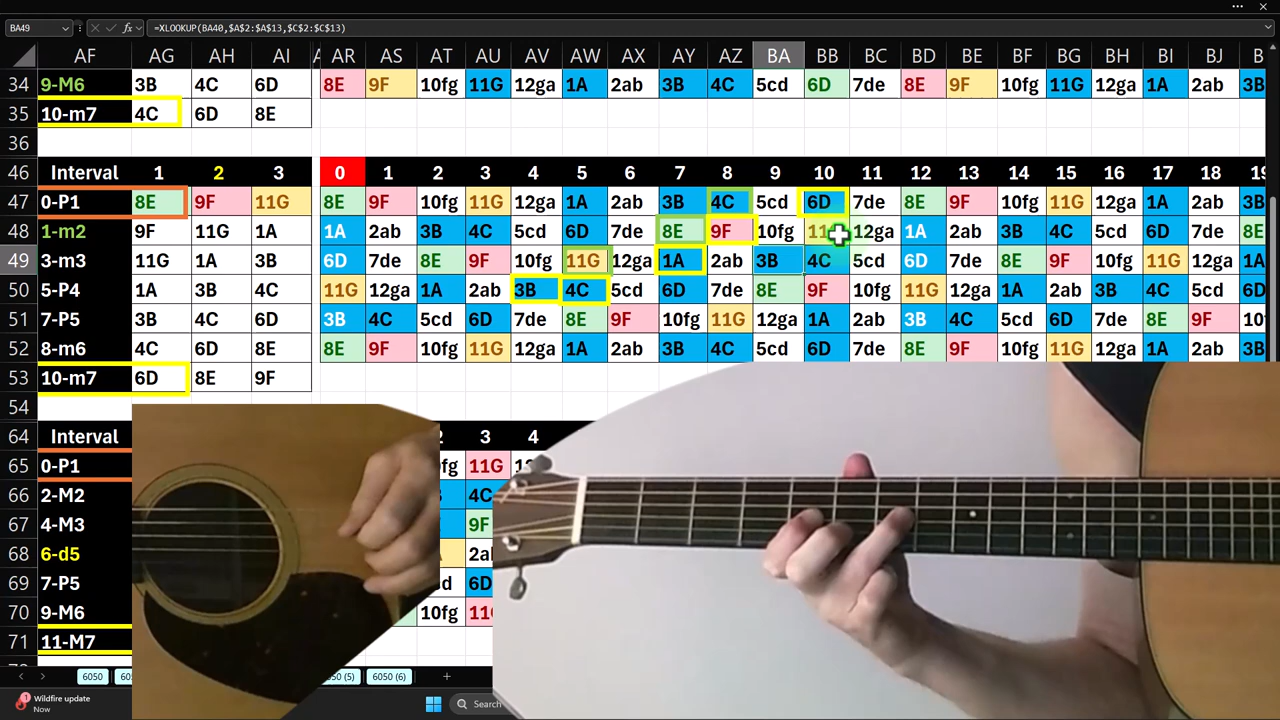 BA49 fx =XLOOKUP(BA40,$A$2:$A$13,$C$2:$C$13)
AF AG AH AI AR AS AT AU AV AW AX AY AZ BA BB BC BD BE BF BG BH BI BJ
34 9-M6 3B 4C 6D 8E 9F 10fg 11G 12ga 1A 2ab 3B 4C 5cd 6D 7de 8E 9F 10fg 11G 12ga 1A 2ab 3B
35 10-m7 4C 6D 8E
36
46 Interval 1 2 3 0 1 2 3 4 5 6 7 8 9 10 11 12 13 14 15 16 17 18 19
47 0-P1 8E 9F 11G 8E 9F 10fg 11G 12ga 1A 2ab 3B 4C 5cd 6D 7de 8E 9F 10fg 11G 12ga 1A 2ab 3B
48 1-m2 9F 11G 1A 1A 2ab 3B 4C 5cd 6D 7de 8E 9F 10fg 12ga 1A 2ab 3B 4C 5cd 6D 7de 8E
49 3-m3 11G 1A 3B 6D 7de 8E 9F 10fg 11G 12ga 1A 2ab 3B 4C 5cd 6D 7de 8E 9F 10fg 11G 12ga 1A
50 5-P4 1A 3B 4C 11G 12ga 1A 2ab 3B 4C 5cd 6D 7de 8E 9F 10fg 11G 12ga 1A 2ab 3B 4C 5cd 6D
51 7-P5 3B 4C 6D 3B 4C 5cd 6D 7de 8E 9F 10fg 11G 12ga 1A 2ab 3B 4C 5cd 6D 7de 8E 9F
52 8-m6 4C 6D 8E 8E 9F 10fg 11G 12ga 1A 2ab 3B 4C 5cd 6D 7de 8E 9F 10fg 11G 12ga 1A 2ab 3B
53 10-m7 6D 8E 9F
54
64 Interval 2 3 4
65 0-P1 11G
66 2-M2 4C
67 4-M3 9F
68 6-d5
69 7-P5 6D
70 9-M6 10fg
71 11-M7
6050 6050 (6)
Wildfire update
Now
Search